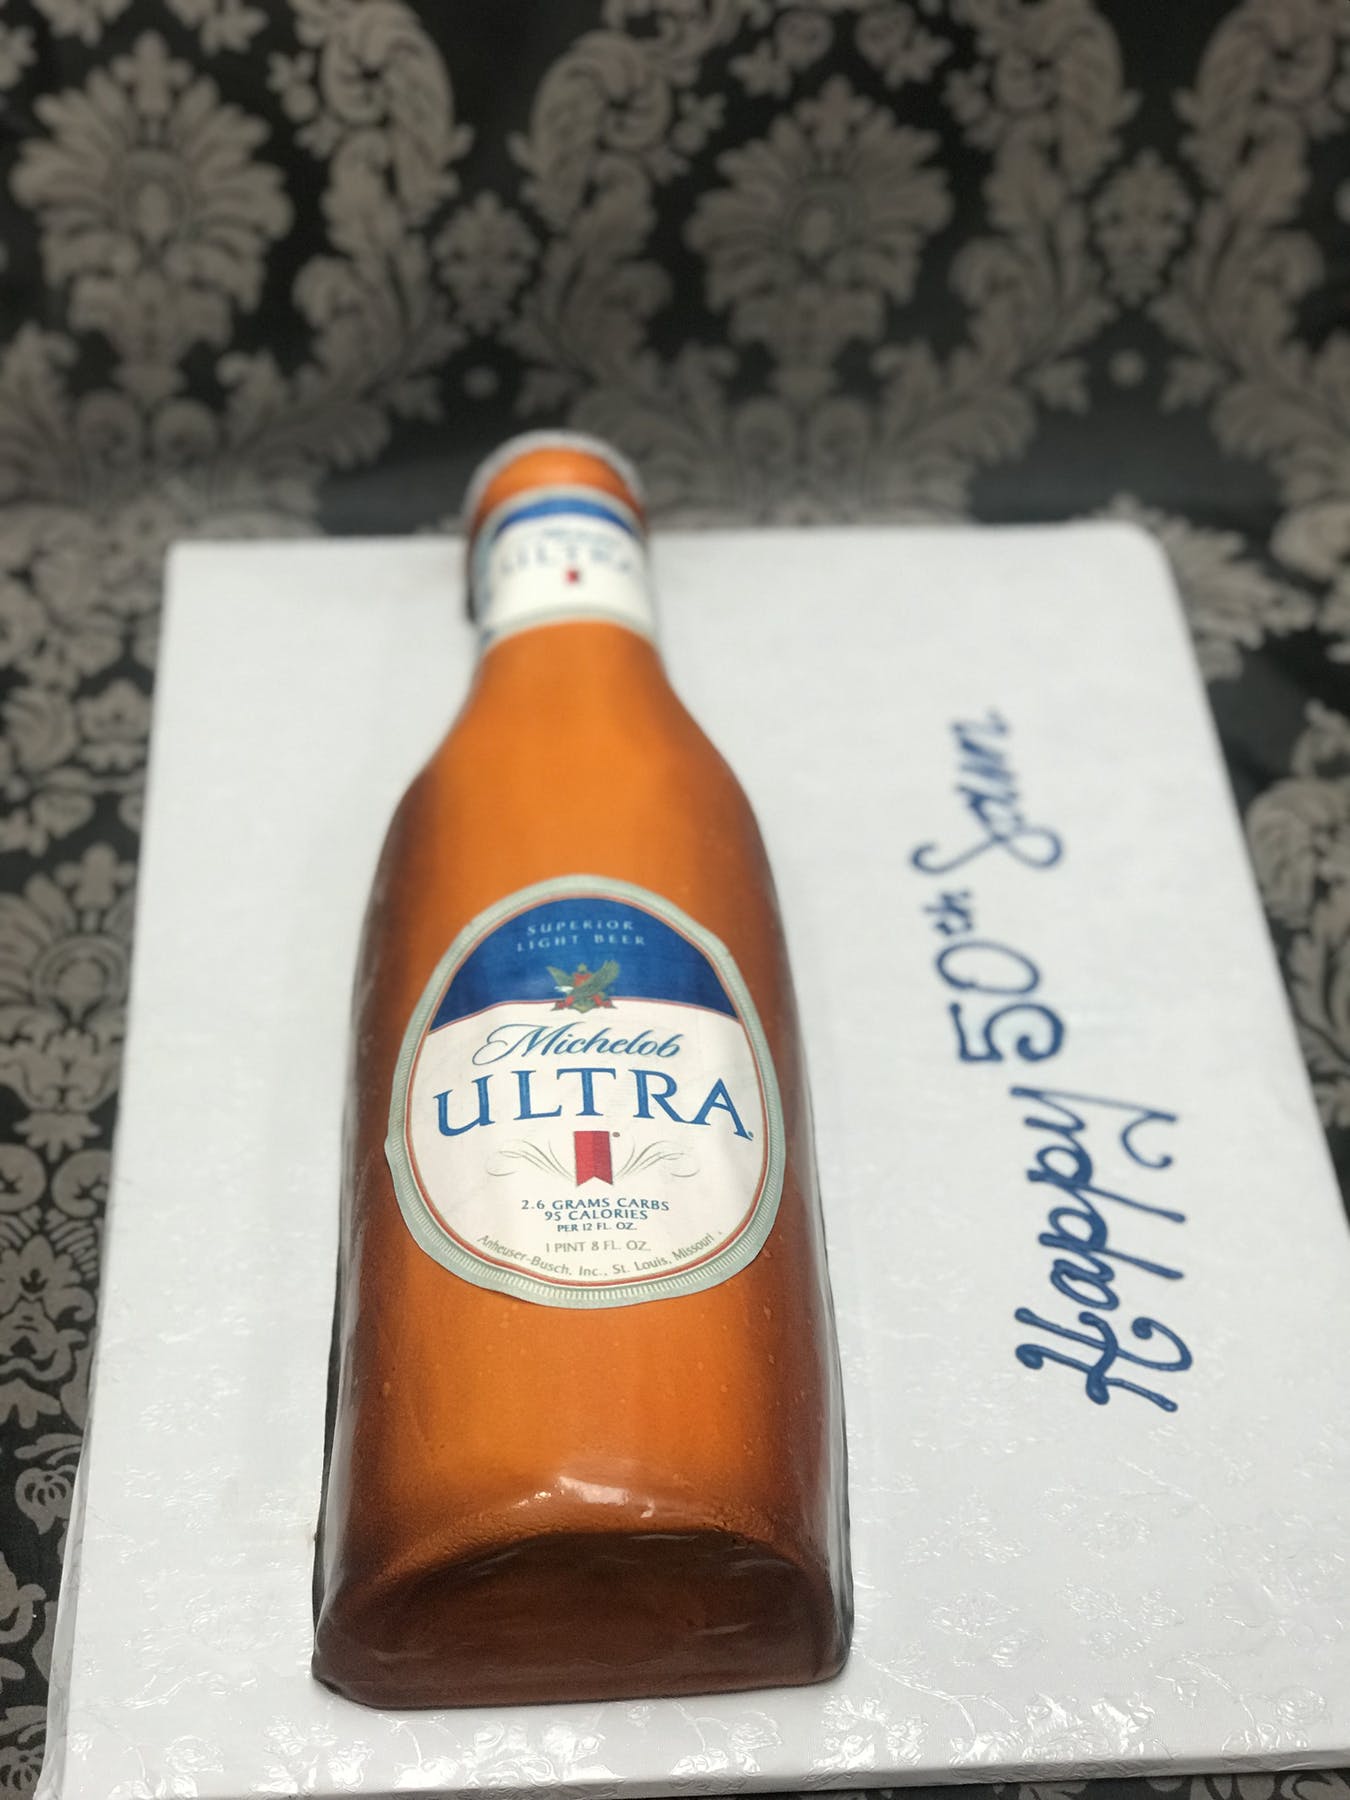 ULTRA
SUPERIOR
LIGHT BEER
Michelob
ULTRA
2.6 GRAMS CARBS
95 CALORIES
PER 12 FL. OZ.
1 PINT 8 FL. OZ.
Anheuser-Busch, Inc., St. Louis, Missouri
Happy 50th Sam